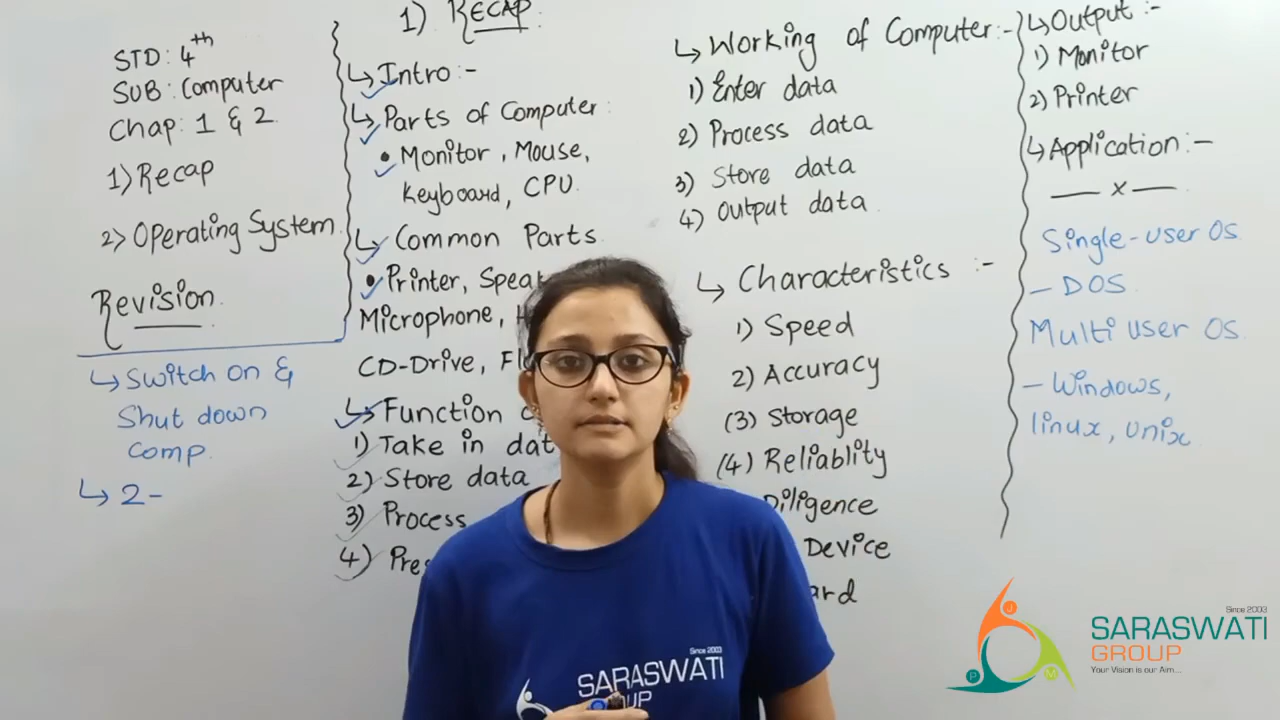 STD: 4th
SUB: Computer
Chap: 1 & 2
1) Recap
2) Operating System
Revision
↳ Switch On &
Shut down
Comp.
↳ 2-
1) RECAP
↳ Intro :-
↳ Parts of Computer:
• Monitor, Mouse,
Keyboard, CPU.
↳ Common Parts
• Printer,
Microphone,
CD-Drive,
↳ Function
1) Take in
2) Store data
3) Process
4)
↳ Working of Computer:-
1) Enter data
2) Process data
3) Store data
4) Output data
↳ Characteristics :-
1) Speed
2) Accuracy
(3) Storage
(4) Reliablity
Diligence
Device
↳ Output :-
1) Monitor
2) Printer
↳ Application :-
— x —
Single-user OS
- DOS
Multi user OS
- Windows,
linux, unix
Since 2003
SARASWATI
GROUP
Since 2003
SARASWATI
GROUP
Your Vision is our Aim...
J
P
M